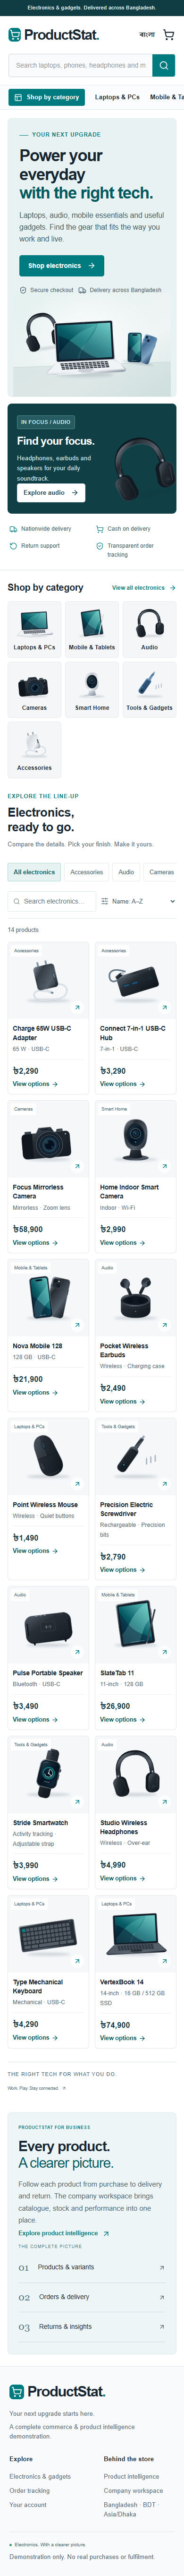 Electronics & gadgets. Delivered across Bangladesh.
ProductStat.
বাংলা
Search laptops, phones, headphones and m
Shop by category
Laptops & PCs
Mobile & Ta
YOUR NEXT UPGRADE
Power your
everyday
with the right tech.
Laptops, audio, mobile essentials and useful
gadgets. Find the gear that fits the way you
work and live.
Shop electronics
Secure checkout
Delivery across Bangladesh
IN FOCUS / AUDIO
Find your focus.
Headphones, earbuds and
speakers for your daily
soundtrack.
Explore audio
Nationwide delivery
Cash on delivery
Return support
Transparent order
tracking
Shop by category
View all electronics
Laptops & PCs
Mobile & Tablets
Audio
Cameras
Smart Home
Tools & Gadgets
Accessories
EXPLORE THE LINE-UP
Electronics,
ready to go.
Compare the details. Pick your finish. Make it yours.
All electronics
Accessories
Audio
Cameras
Search electronics...
Name: A–Z
14 products
Accessories
Charge 65W USB-C
Adapter
65 W · USB-C
৳2,290
View options
Accessories
Connect 7-in-1 USB-C
Hub
7-in-1 · USB-C
৳3,290
View options
Cameras
Focus Mirrorless
Camera
Mirrorless · Zoom lens
৳58,900
View options
Smart Home
Home Indoor Smart
Camera
Indoor · Wi-Fi
৳2,990
View options
Mobile & Tablets
Nova Mobile 128
128 GB · USB-C
৳21,900
View options
Audio
Pocket Wireless
Earbuds
Wireless · Charging case
৳2,490
View options
Laptops & PCs
Point Wireless Mouse
Wireless · Quiet buttons
৳1,490
View options
Tools & Gadgets
Precision Electric
Screwdriver
Rechargeable · Precision
bits
৳2,790
View options
Audio
Pulse Portable Speaker
Bluetooth · USB-C
৳3,490
View options
Mobile & Tablets
SlateTab 11
11-inch · 128 GB
৳26,900
View options
Tools & Gadgets
Stride Smartwatch
Activity tracking
Adjustable strap
৳3,990
View options
Audio
Studio Wireless
Headphones
Wireless · Over-ear
৳4,990
View options
Laptops & PCs
Type Mechanical
Keyboard
Mechanical · USB-C
৳4,290
View options
Laptops & PCs
VertexBook 14
14-inch · 16 GB / 512 GB
SSD
৳74,900
View options
THE RIGHT TECH FOR WHAT YOU DO.
Work. Play. Stay connected.
PRODUCTSTAT FOR BUSINESS
Every product.
A clearer picture.
Follow each product from purchase to delivery
and return. The company workspace brings
catalogue, stock and performance into one
place.
Explore product intelligence
THE COMPLETE PICTURE
01 Products & variants
02 Orders & delivery
03 Returns & insights
ProductStat.
Your next upgrade starts here.
A complete ecommerce & product intelligence
demonstration.
Explore
Electronics & gadgets
Order tracking
Your account
Behind the store
Product intelligence
Company workspace
Bangladesh · BDT ·
Asia/Dhaka
Electronics. With a clearer picture.
Demonstration only. No real purchases or fulfilment.